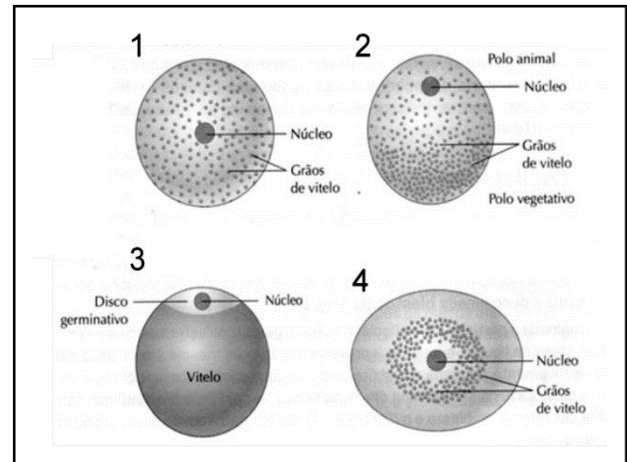 1
Núcleo
Grãos
de vitelo
2
Polo animal
Núcleo
Grãos
de vitelo
Polo vegetativo
3
Disco
germinativo
Núcleo
Vitelo
4
Núcleo
Grãos
de vitelo